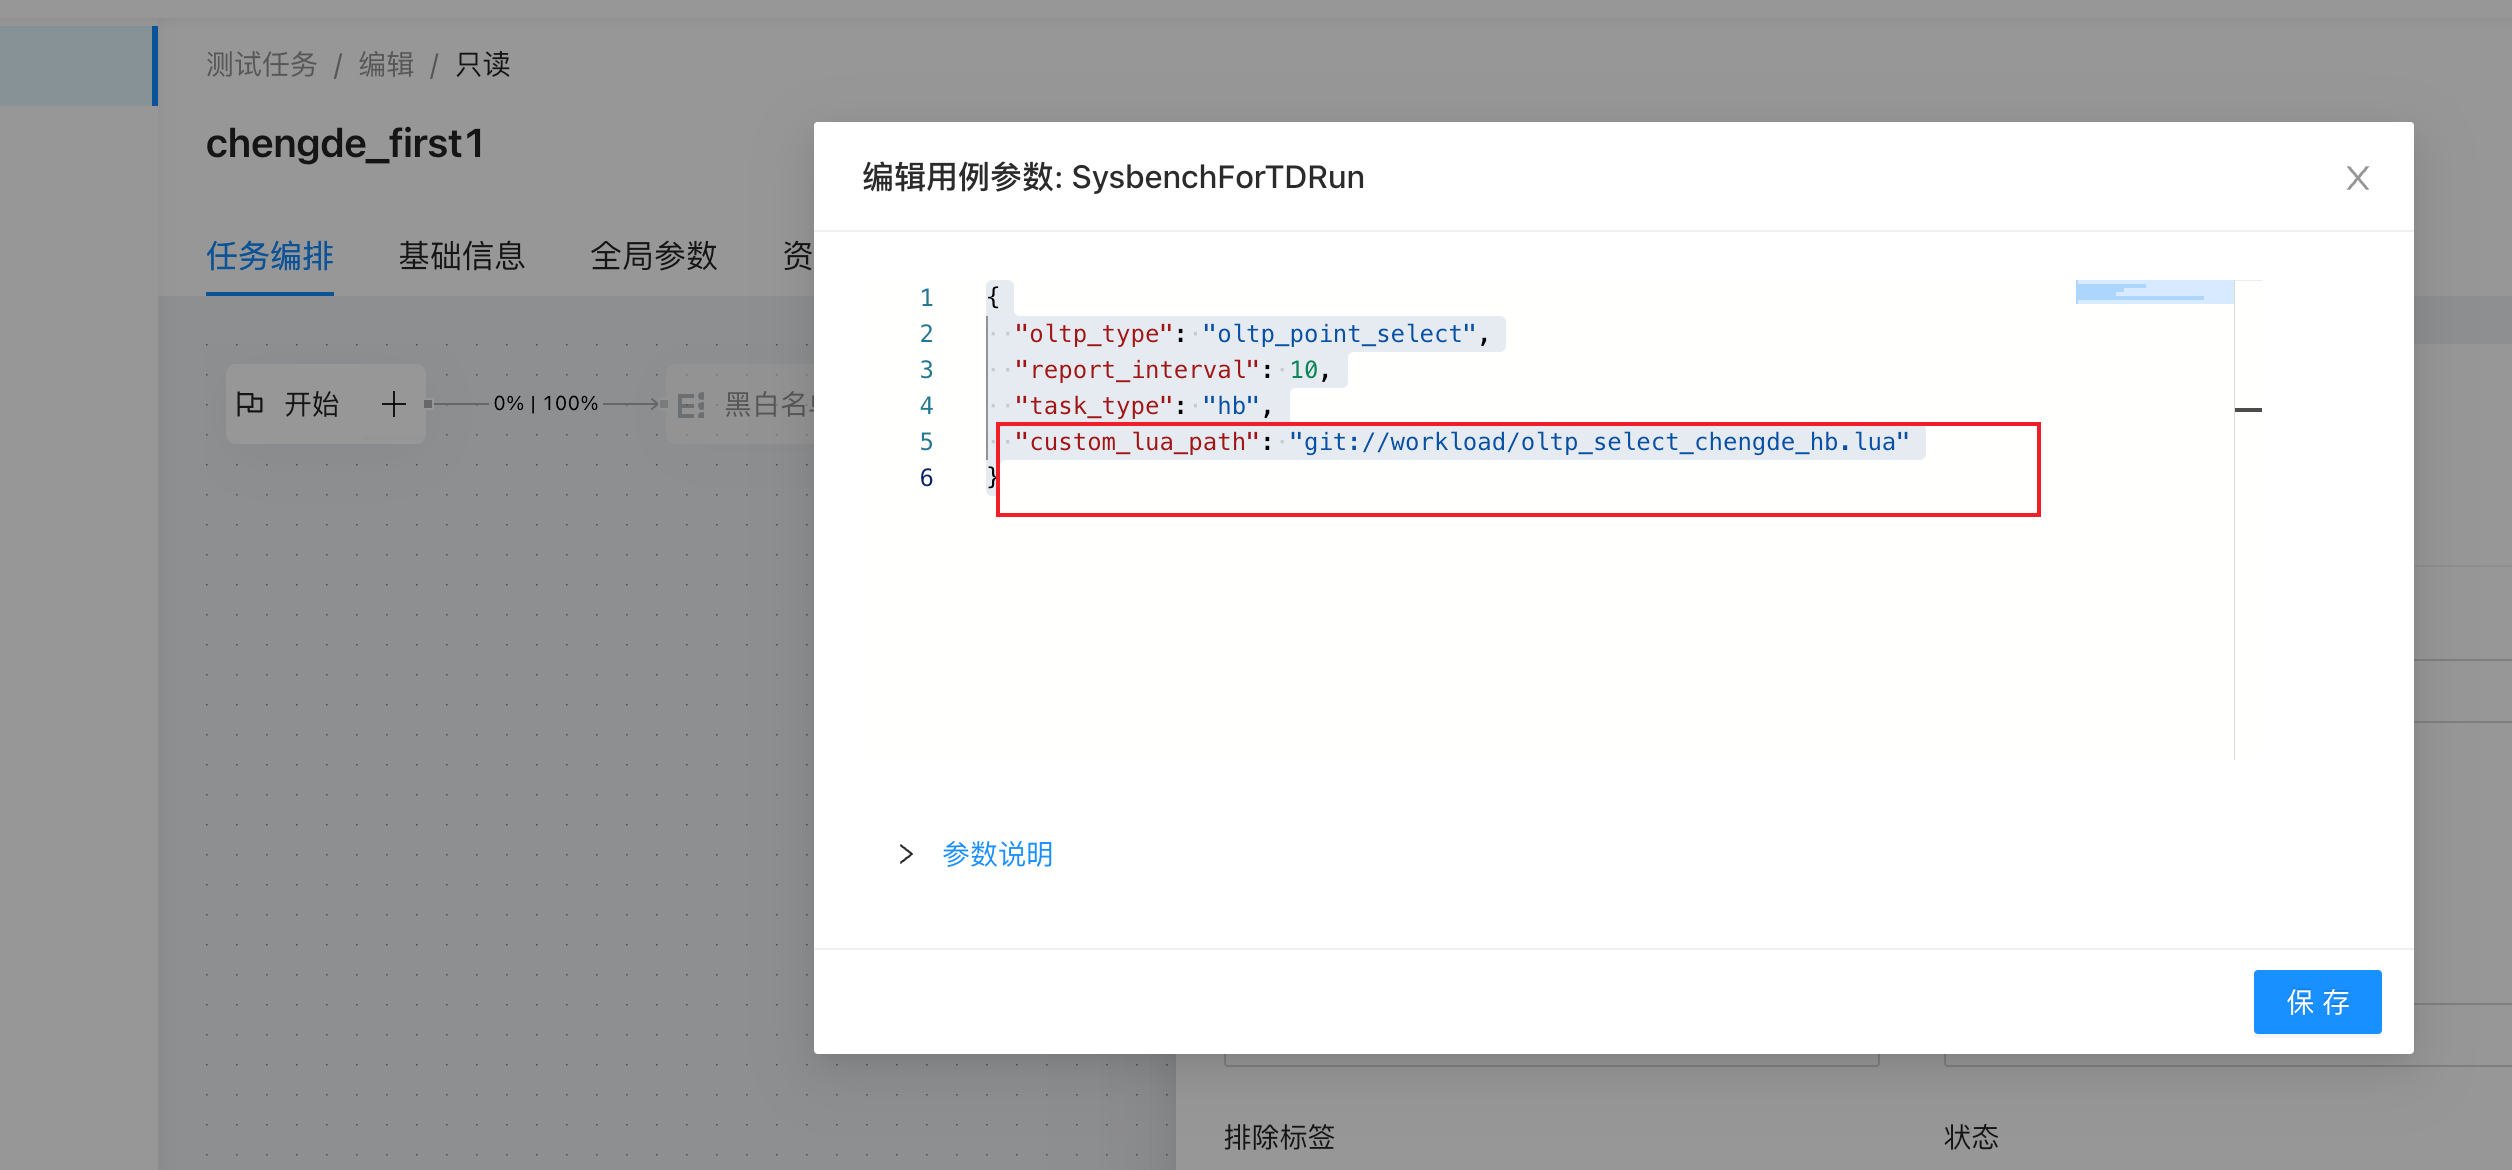 测试任务 / 编辑 / 只读
chengde_first1
任务编排 基础信息 全局参数 资
开始
0% | 100%
黑白名
编辑用例参数: SysbenchForTDRun
1 {
2 "oltp_type": "oltp_point_select",
3 "report_interval": 10,
4 "task_type": "hb",
5 "custom_lua_path": "git://workload/oltp_select_chengde_hb.lua"
6 }
参数说明
保 存
排除标签 状态